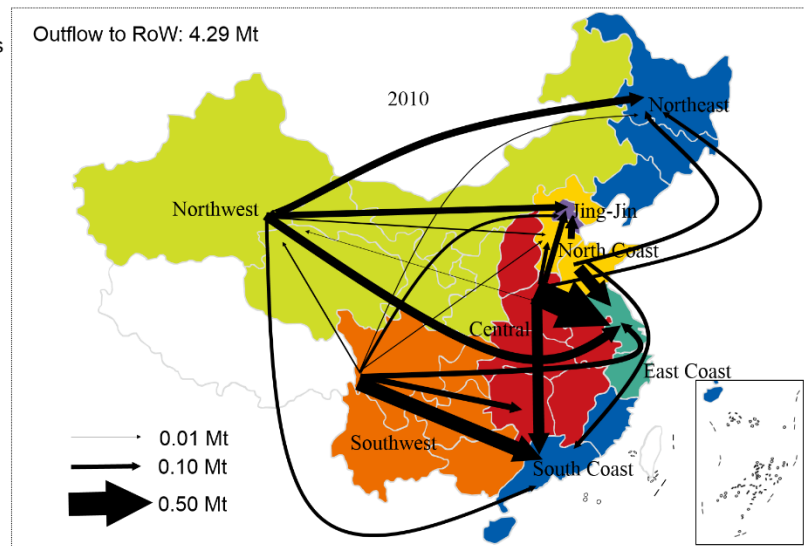 s
Outflow to RoW: 4.29 Mt
2010
Northeast
Northwest
Jing-Jin
North Coast
Central
East Coast
Southwest
South Coast
0.01 Mt
0.10 Mt
0.50 Mt